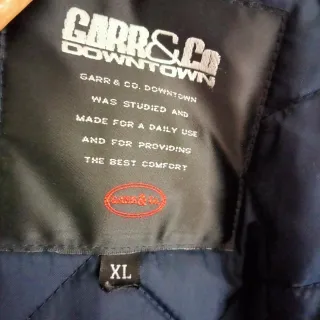 GARR&Co
DOWNTOWN
GARR & CO. DOWNTOWN
WAS STUDIED AND
MADE FOR A DAILY USE
AND FOR PROVIDING
THE BEST COMFORT
XL